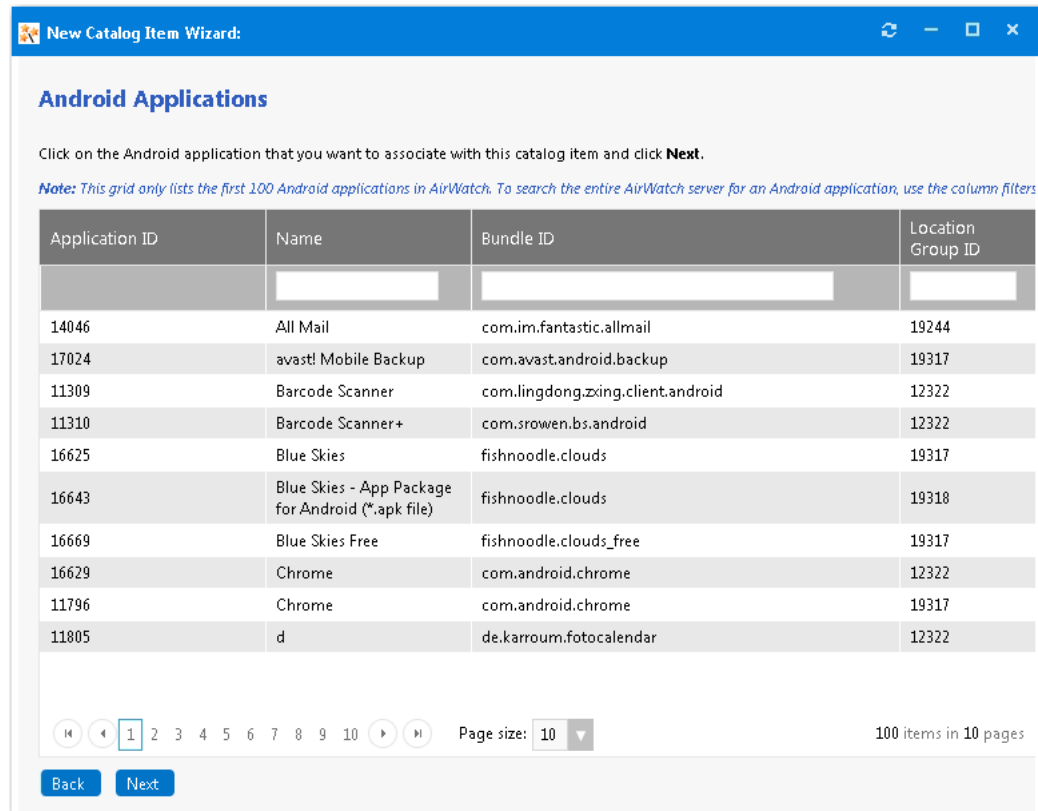 New Catalog Item Wizard:
Android Applications
Click on the Android application that you want to associate with this catalog item and click Next.
Note: This grid only lists the first 100 Android applications in AirWatch. To search the entire AirWatch server for an Android application, use the column filters
Application ID Name Bundle ID Location Group ID
14046 All Mail com.im.fantastic.allmail 19244
17024 avast! Mobile Backup com.avast.android.backup 19317
11309 Barcode Scanner com.lingdong.zxing.client.android 12322
11310 Barcode Scanner+ com.srowen.bs.android 12322
16625 Blue Skies fishnoodle.clouds 19317
16643 Blue Skies - App Package for Android (*.apk file) fishnoodle.clouds 19318
16669 Blue Skies Free fishnoodle.clouds_free 19317
16629 Chrome com.android.chrome 12322
11796 Chrome com.android.chrome 19317
11805 d de.karroum.fotocalendar 12322
1 2 3 4 5 6 7 8 9 10 Page size: 10 100 items in 10 pages
Back Next